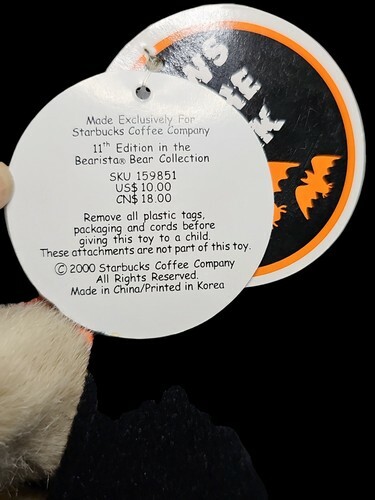 WS
HE
K
Made Exclusively For
Starbucks Coffee Company
11th Edition in the
Bearista® Bear Collection
SKU 159851
US$ 10.00
CN$ 18.00
Remove all plastic tags,
packaging and cords before
giving this toy to a child.
These attachments are not part of this toy.
© 2000 Starbucks Coffee Company
All Rights Reserved.
Made in China/Printed in Korea